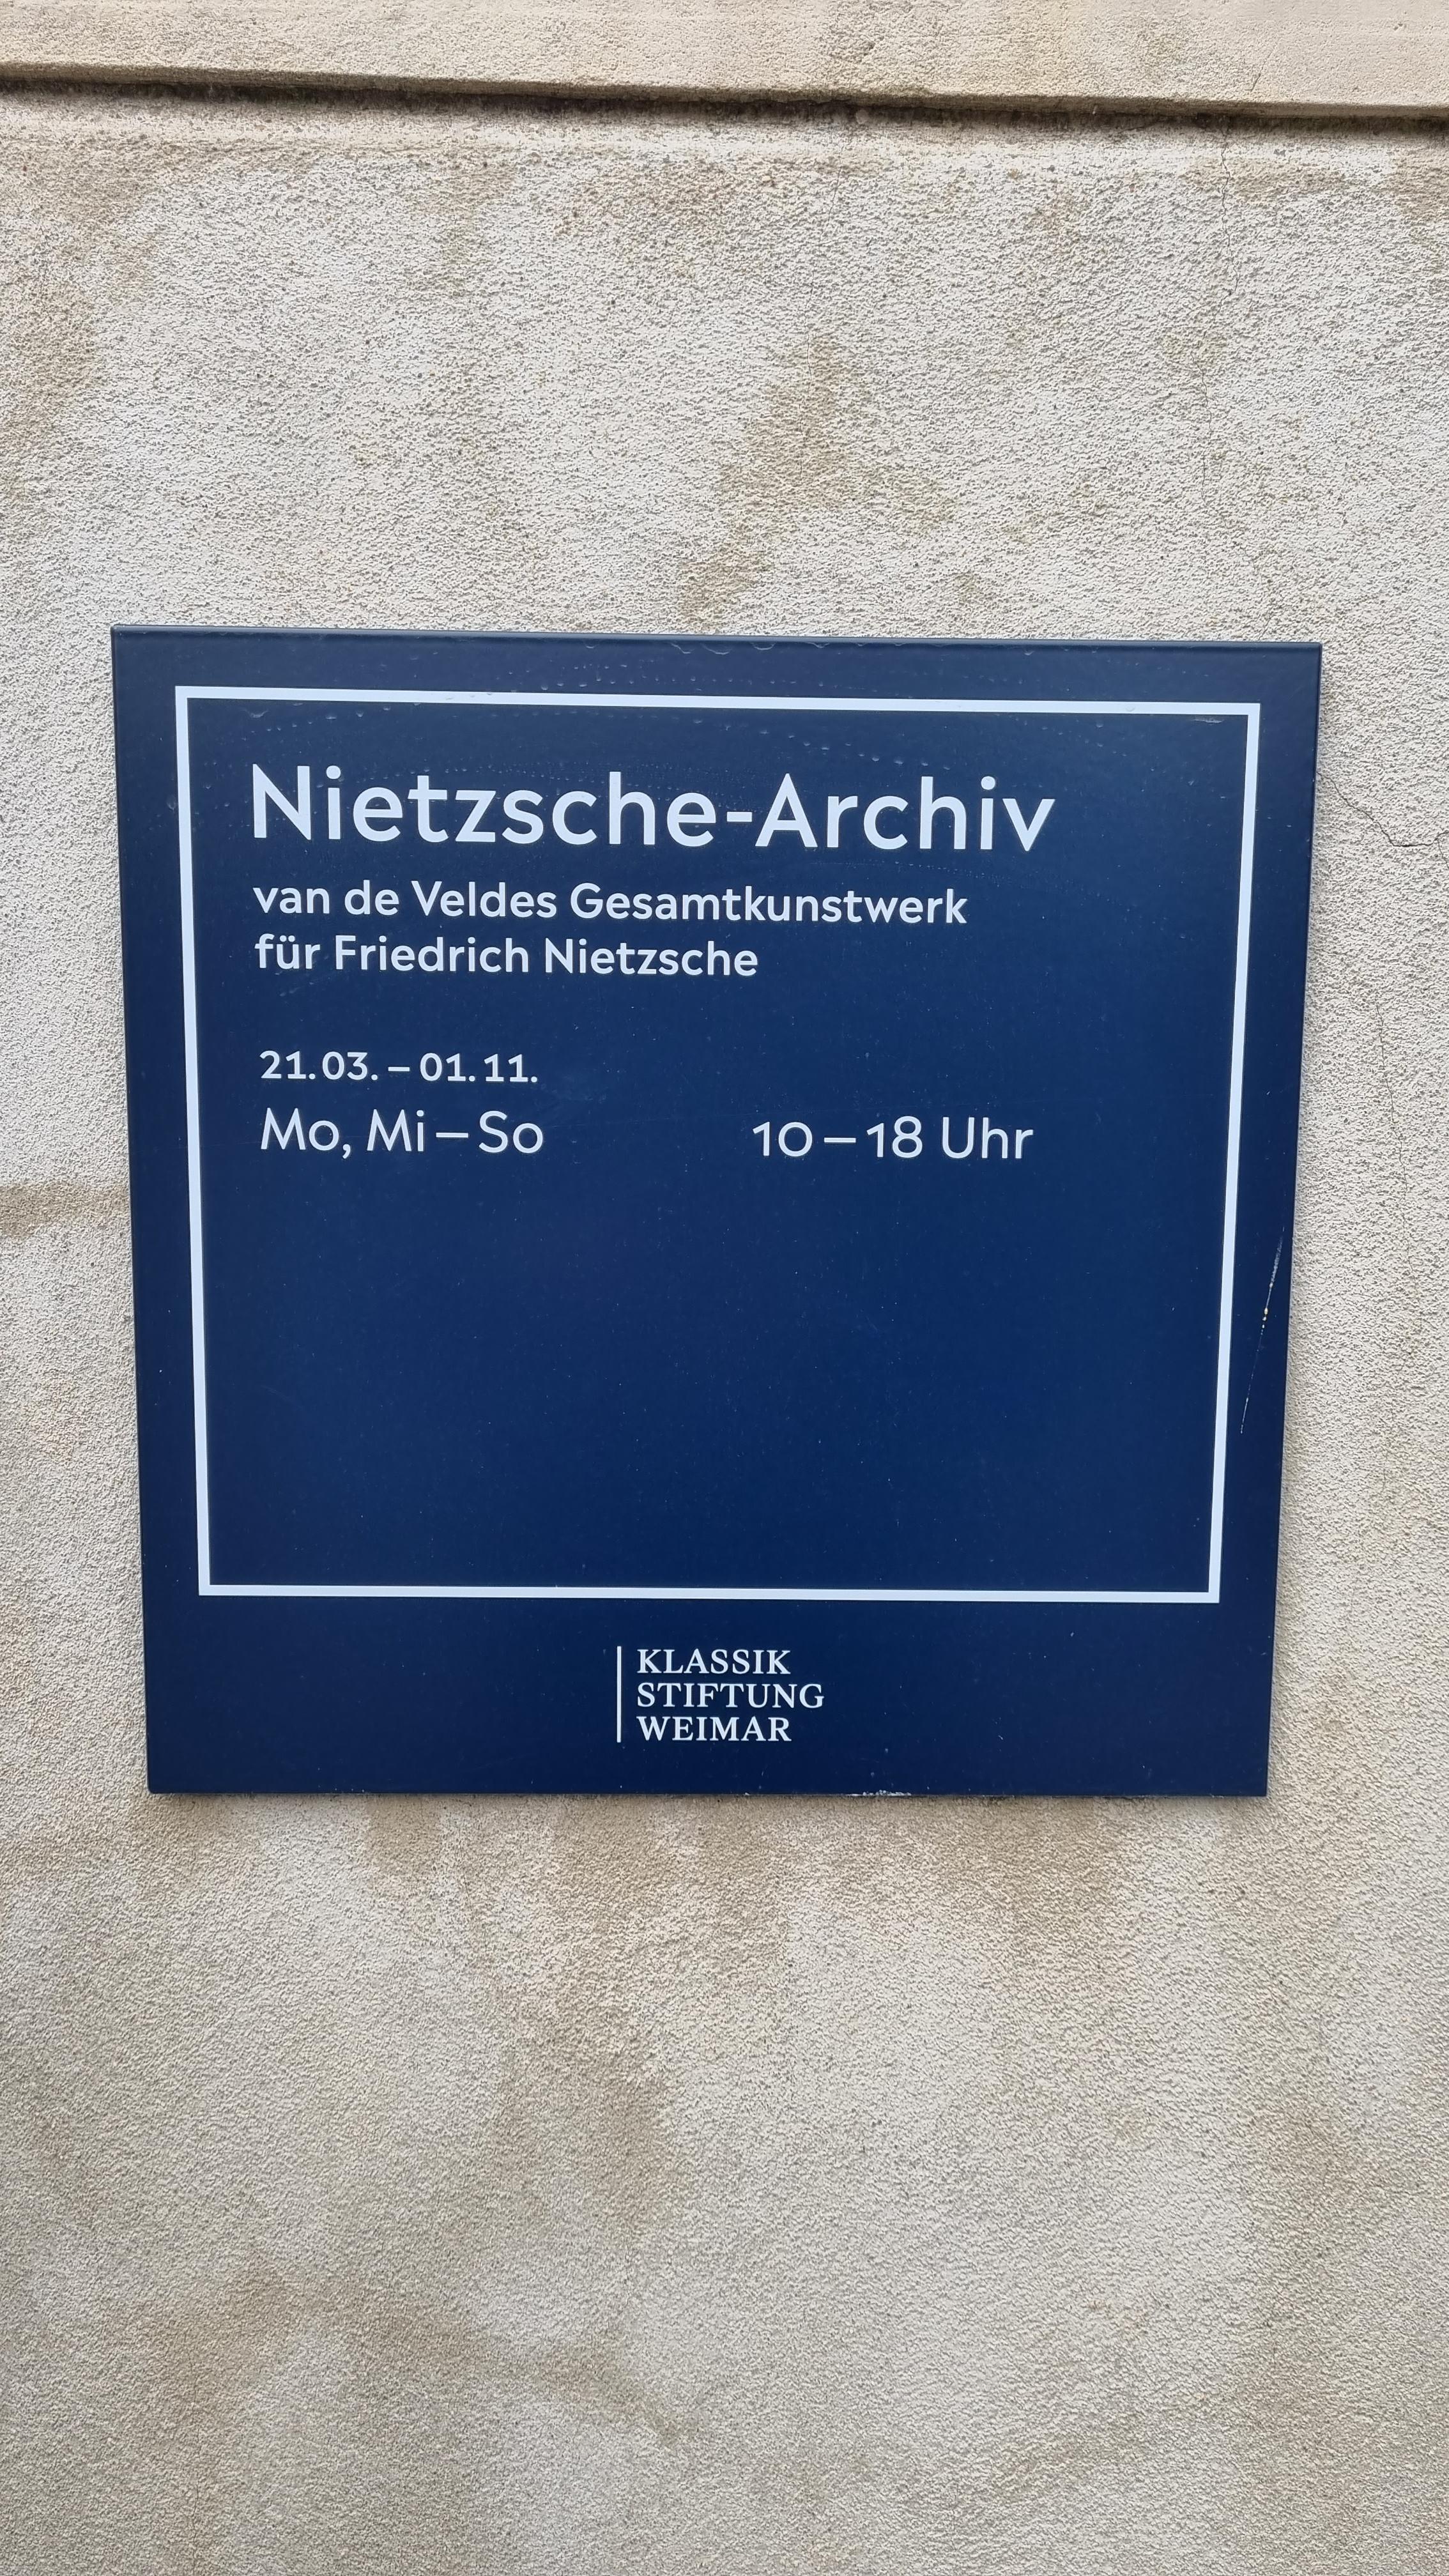 Nietzsche-Archiv
van de Veldes Gesamtkunstwerk
für Friedrich Nietzsche
21.03. – 01.11.
Mo, Mi – So 10 – 18 Uhr
KLASSIK
STIFTUNG
WEIMAR